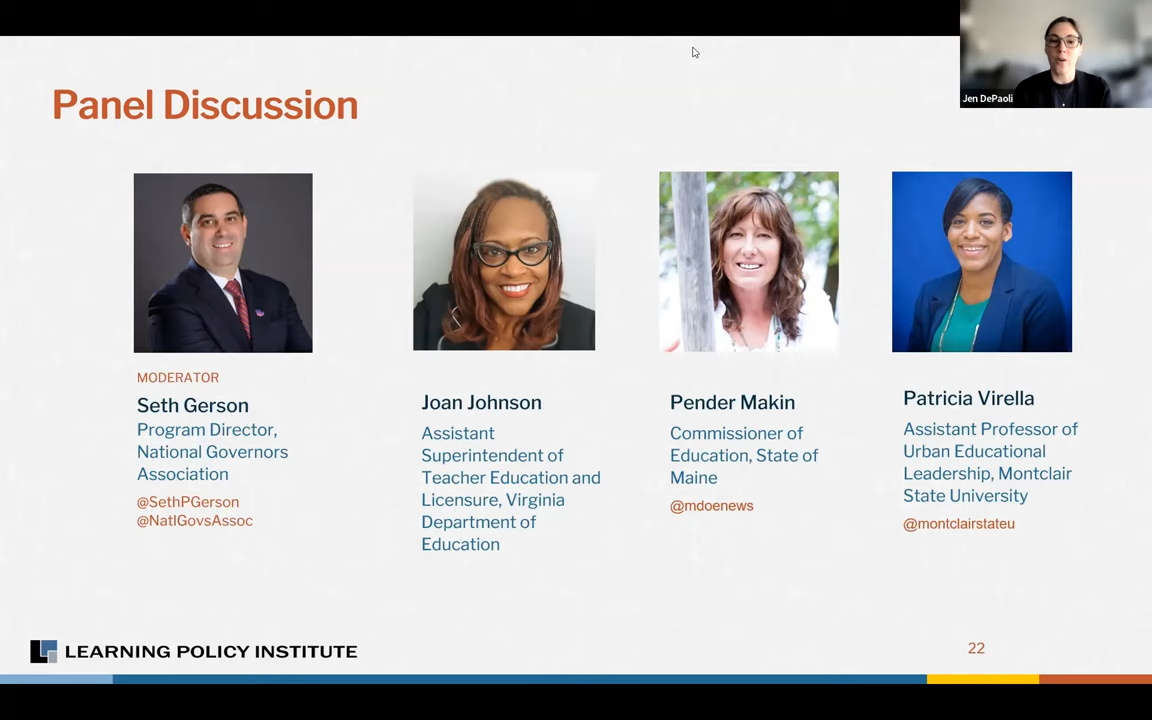 Jen DePaoli
Panel Discussion
MODERATOR
Seth Gerson
Program Director,
National Governors
Association
@SethPGerson
@NatlGovsAssoc
Joan Johnson
Assistant
Superintendent of
Teacher Education and
Licensure, Virginia
Department of
Education
Pender Makin
Commissioner of
Education, State of
Maine
@mdoenews
Patricia Virella
Assistant Professor of
Urban Educational
Leadership, Montclair
State University
@montclairstateu
LEARNING POLICY INSTITUTE
22